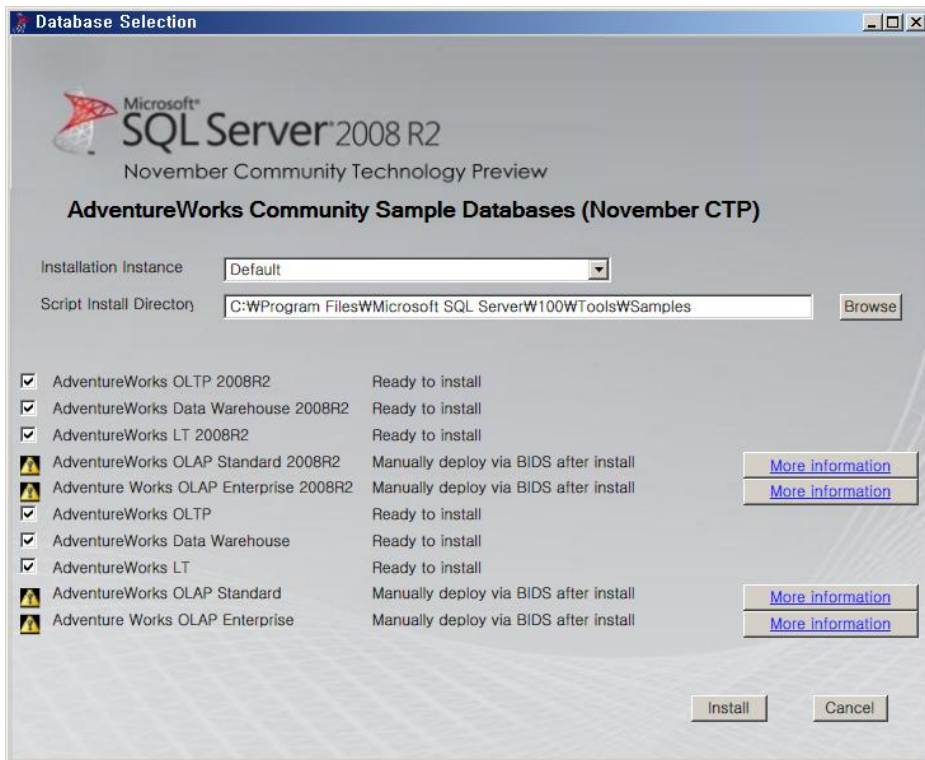 Database Selection
Microsoft®
SQL Server® 2008 R2
November Community Technology Preview
AdventureWorks Community Sample Databases (November CTP)
Installation Instance Default
Script Install Directory C:₩Program Files₩Microsoft SQL Server₩100₩Tools₩Samples Browse
AdventureWorks OLTP 2008R2 Ready to install
AdventureWorks Data Warehouse 2008R2 Ready to install
AdventureWorks LT 2008R2 Ready to install
AdventureWorks OLAP Standard 2008R2 Manually deploy via BIDS after install More information
Adventure Works OLAP Enterprise 2008R2 Manually deploy via BIDS after install More information
AdventureWorks OLTP Ready to install
AdventureWorks Data Warehouse Ready to install
AdventureWorks LT Ready to install
AdventureWorks OLAP Standard Manually deploy via BIDS after install More information
Adventure Works OLAP Enterprise Manually deploy via BIDS after install More information
Install Cancel